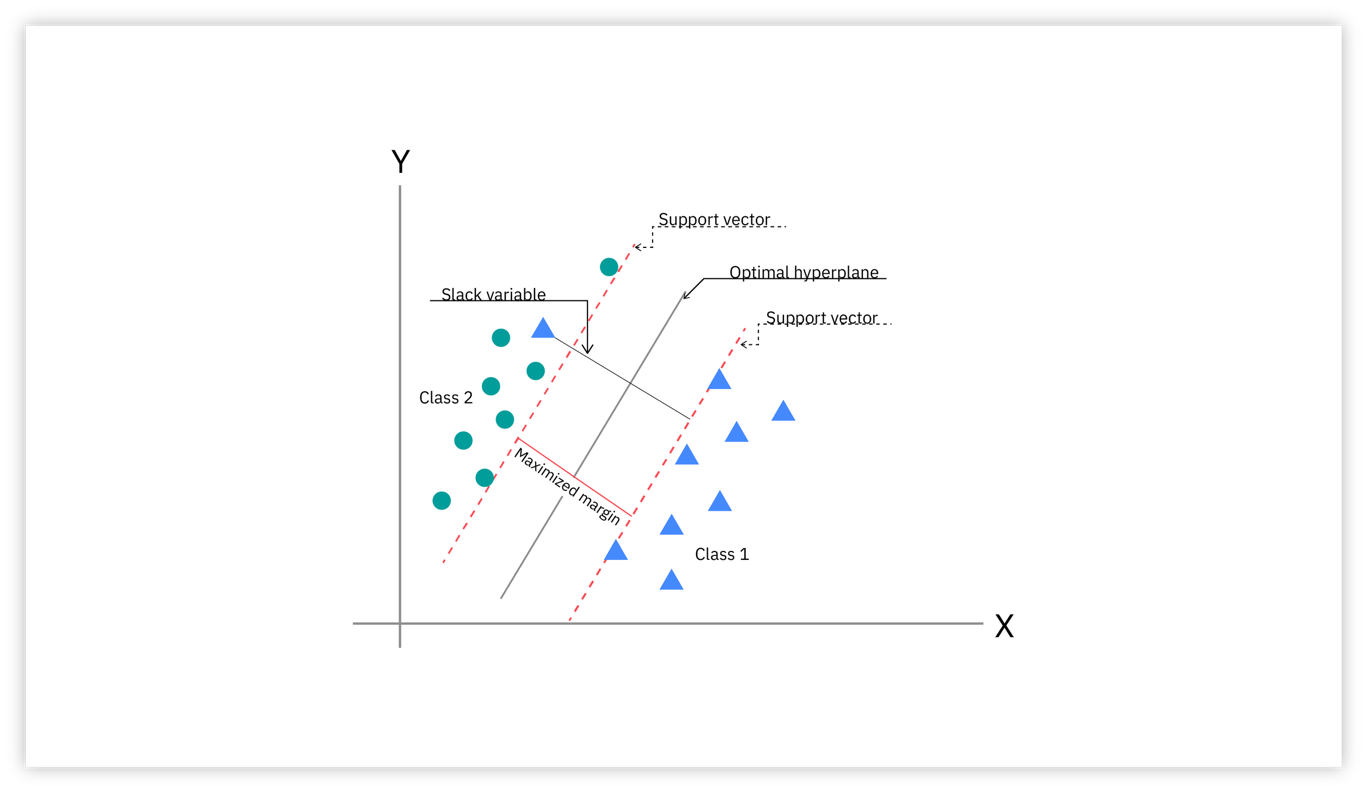 Y
Support vector
Optimal hyperplane
Slack variable
Support vector
Class 2
Maximized margin
Class 1
X